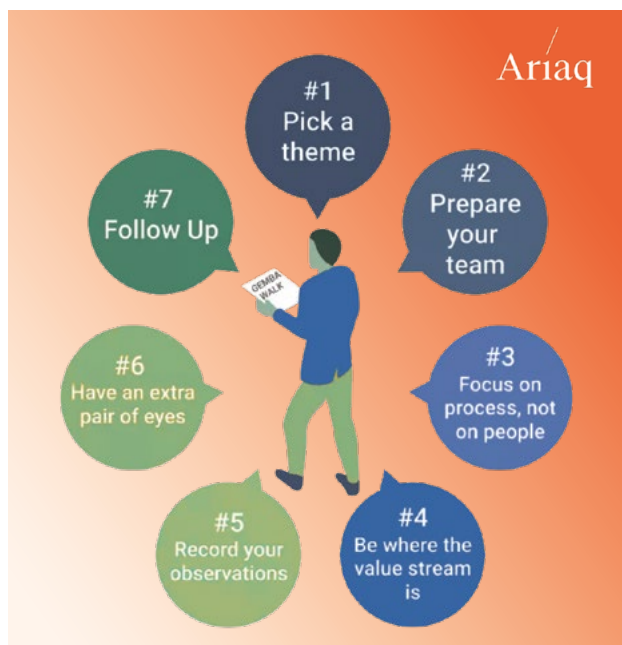 Ariaq
#1
Pick a
theme
#2
Prepare
your
team
#3
Focus on
process, not
on people
#4
Be where the
value stream
is
#5
Record your
observations
#6
Have an extra
pair of eyes
#7
Follow Up
GEMBA
WALK